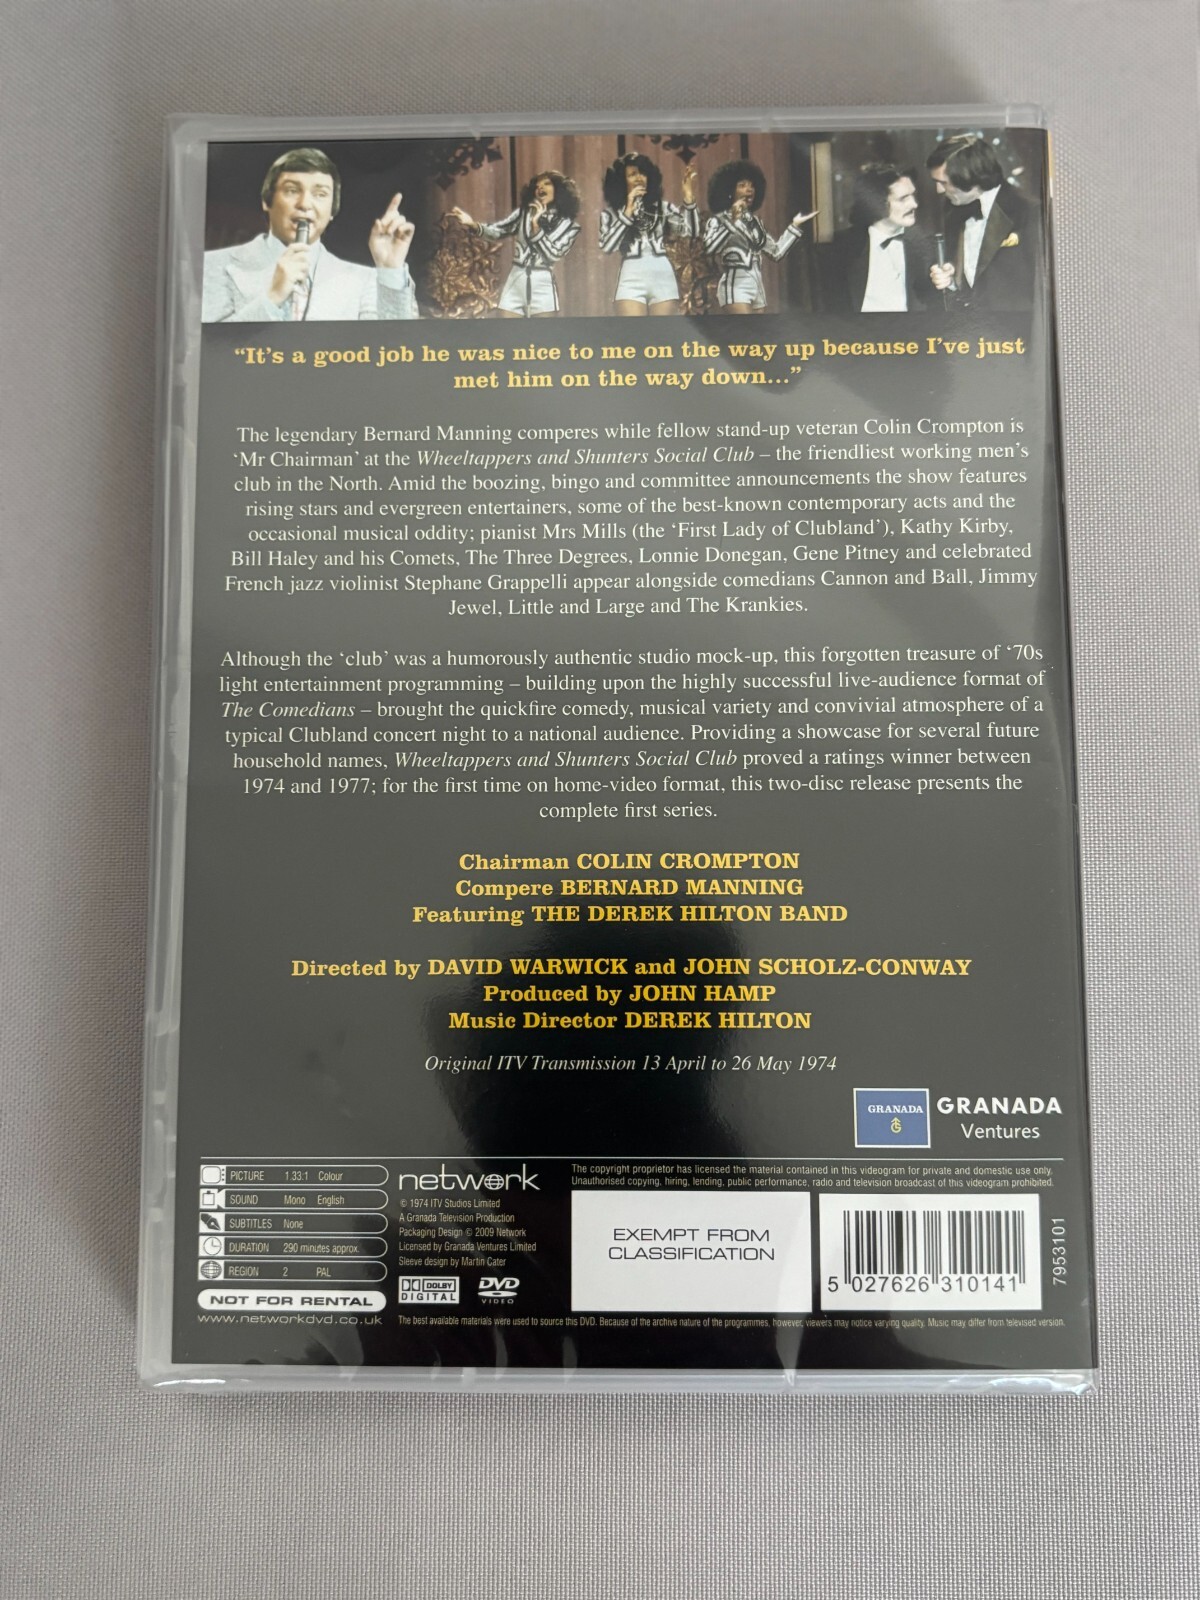 “It’s a good job he was nice to me on the way up because I’ve just
met him on the way down...”
The legendary Bernard Manning comperes while fellow stand-up veteran Colin Crompton is
‘Mr Chairman’ at the Wheeltappers and Shunters Social Club – the friendliest working men’s
club in the North. Amid the boozing, bingo and committee announcements the show features
rising stars and evergreen entertainers, some of the best-known contemporary acts and the
occasional musical oddity; pianist Mrs Mills (the ‘First Lady of Clubland’), Kathy Kirby,
Bill Haley and his Comets, The Three Degrees, Lonnie Donegan, Gene Pitney and celebrated
French jazz violinist Stephane Grappelli appear alongside comedians Cannon and Ball, Jimmy
Jewel, Little and Large and The Krankies.
Although the ‘club’ was a humorously authentic studio mock-up, this forgotten treasure of ‘70s
light entertainment programming – building upon the highly successful live-audience format of
The Comedians – brought the quickfire comedy, musical variety and convivial atmosphere of a
typical Clubland concert night to a national audience. Providing a showcase for several future
household names, Wheeltappers and Shunters Social Club proved a ratings winner between
1974 and 1977; for the first time on home-video format, this two-disc release presents the
complete first series.
Chairman COLIN CROMPTON
Compere BERNARD MANNING
Featuring THE DEREK HILTON BAND
Directed by DAVID WARWICK and JOHN SCHOLZ-CONWAY
Produced by JOHN HAMP
Music Director DEREK HILTON
Original ITV Transmission 13 April to 26 May 1974
GRANADA
GRANADA
Ventures
PICTURE 1.33:1 Colour
SOUND Mono English
SUBTITLES None
DURATION 290 minutes approx.
REGION 2 PAL
NOT FOR RENTAL
www.networkdvd.co.uk
network
© 1974 ITV Studios Limited
A Granada Television Production
Packaging Design © 2009 Network
Licensed by Granada Ventures Limited
Sleeve design by Martin Cater
DOLBY
DIGITAL
DVD
VIDEO
The copyright proprietor has licensed the material contained in this videogram for private and domestic use only.
Unauthorised copying, hiring, lending, public performance, radio and television broadcast of this videogram prohibited.
EXEMPT FROM
CLASSIFICATION
5 027626 310141
7953101
The best available materials were used to source this DVD. Because of the archive nature of the programmes, however, viewers may notice varying quality. Music may differ from televised version.